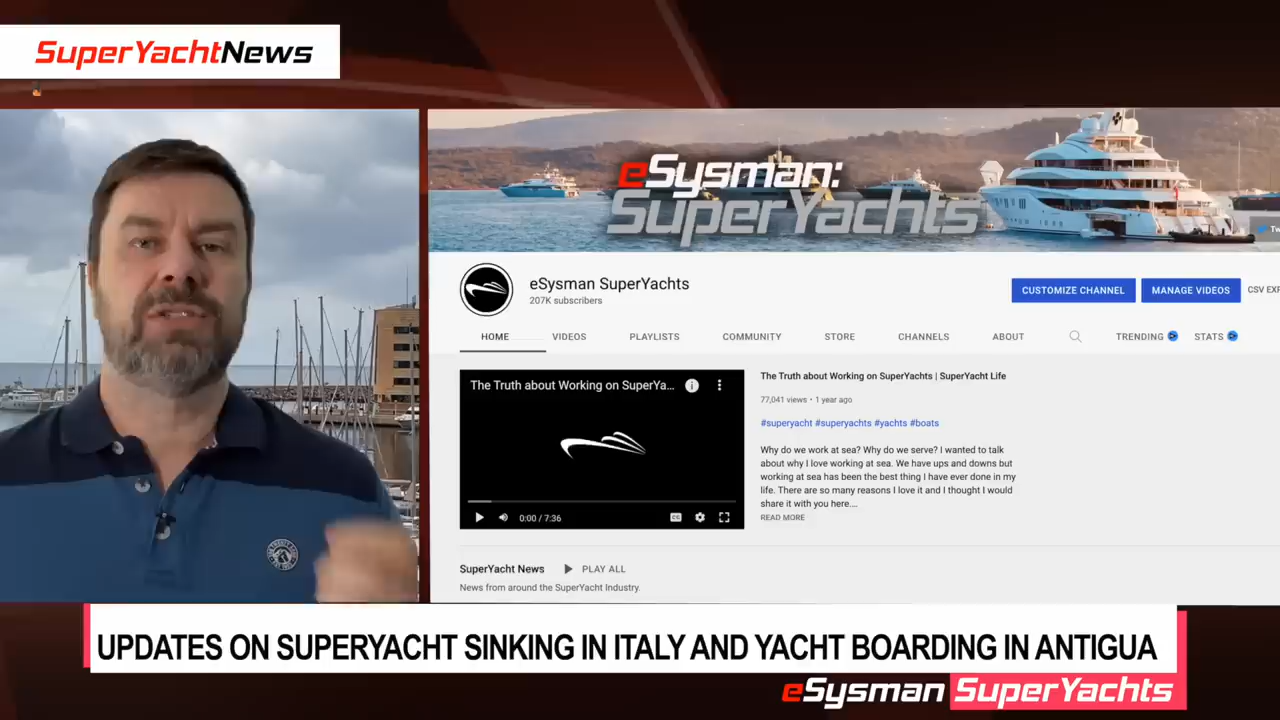 SuperYachtNews
eSysman:
SuperYachts
Tw
eSysman SuperYachts
207K subscribers
CUSTOMIZE CHANNEL
MANAGE VIDEOS
CSV EXP
HOME
VIDEOS
PLAYLISTS
COMMUNITY
STORE
CHANNELS
ABOUT
TRENDING
STATS
The Truth about Working on SuperYa...
CC
0:00 / 7:36
The Truth about Working on SuperYachts | SuperYacht Life
77,041 views • 1 year ago
#superyacht #superyachts #yachts #boats
Why do we work at sea? Why do we serve? I wanted to talk
about why I love working at sea. We have ups and downs but
working at sea has been the best thing I have ever done in my
life. There are so many reasons I love it and I thought I would
share it with you here....
READ MORE
SuperYacht News
PLAY ALL
News from around the SuperYacht Industry.
UPDATES ON SUPERYACHT SINKING IN ITALY AND YACHT BOARDING IN ANTIGUA
eSysman SuperYachts